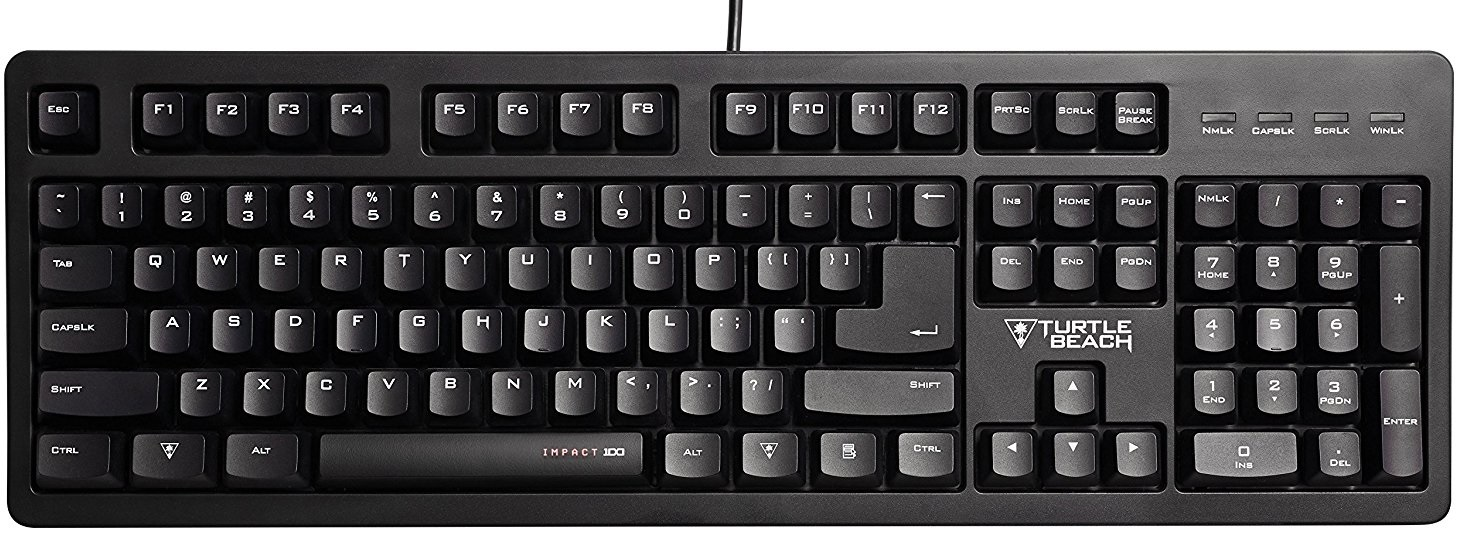 Esc F1 F2 F3 F4 F5 F6 F7 F8 F9 F10 F11 F12 PrtSc ScrLk Pause
Break
NmLk CapsLk ScrLk WinLk
~ ! @ # $ % ^ & * ( ) — + | ←
` 1 2 3 4 5 6 7 8 9 0 - = \
Ins Home PgUp NmLk / * -
Tab Q W E R T Y U I O P { [ } ]
Del End PgDn
7 8 9 +
Home ▲ PgUp
CapsLk A S D F G H J K L : ; “ ‘ ↵
TURTLE
BEACH
4 5 6
◄ ►
Shift Z X C V B N M < , > . ? / Shift
▲
1 2 3
End ▼ PgDn
Enter
Ctrl Alt IMPACT 100 Alt Ctrl
◄ ▼ ►
0 .
Ins Del